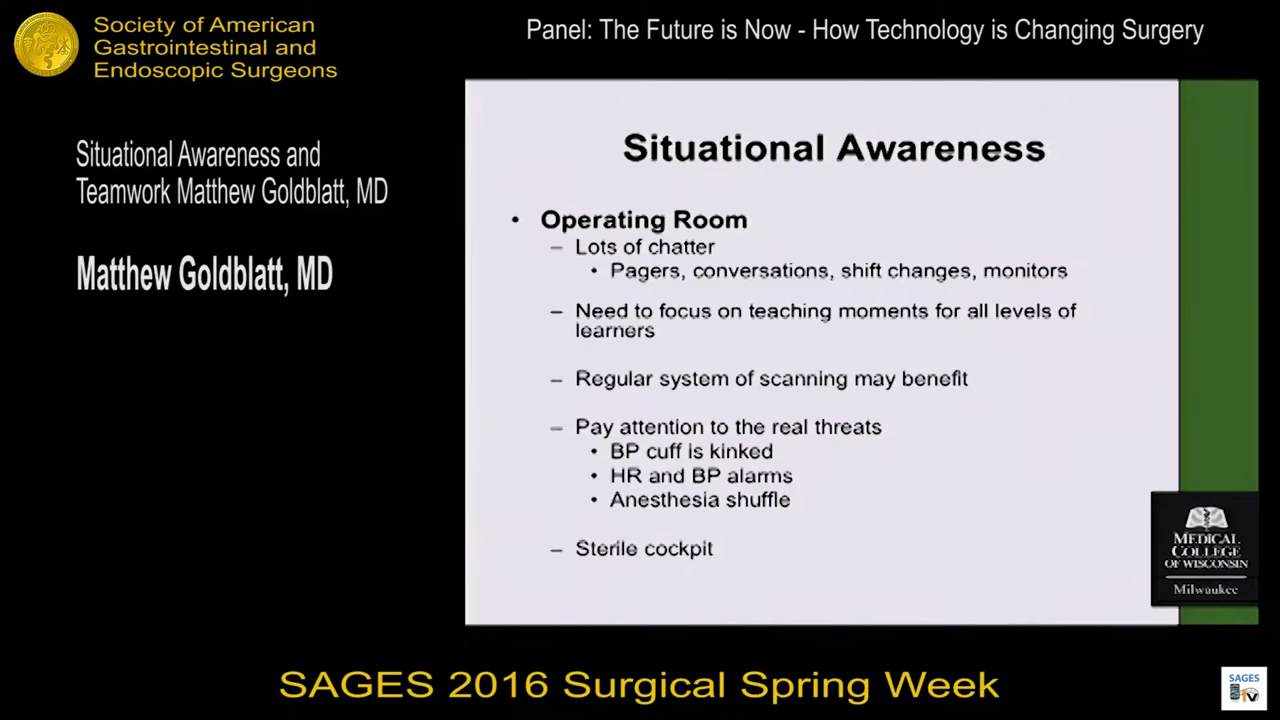 Society of American
Gastrointestinal and
Endoscopic Surgeons
Panel: The Future is Now - How Technology is Changing Surgery
Situational Awareness and
Teamwork Matthew Goldblatt, MD
Matthew Goldblatt, MD
Situational Awareness
• Operating Room
– Lots of chatter
• Pagers, conversations, shift changes, monitors
– Need to focus on teaching moments for all levels of
learners
– Regular system of scanning may benefit
– Pay attention to the real threats
• BP cuff is kinked
• HR and BP alarms
• Anesthesia shuffle
– Sterile cockpit
MEDICAL
COLLEGE
OF WISCONSIN
Milwaukee
SAGES 2016 Surgical Spring Week
SAGES
tv